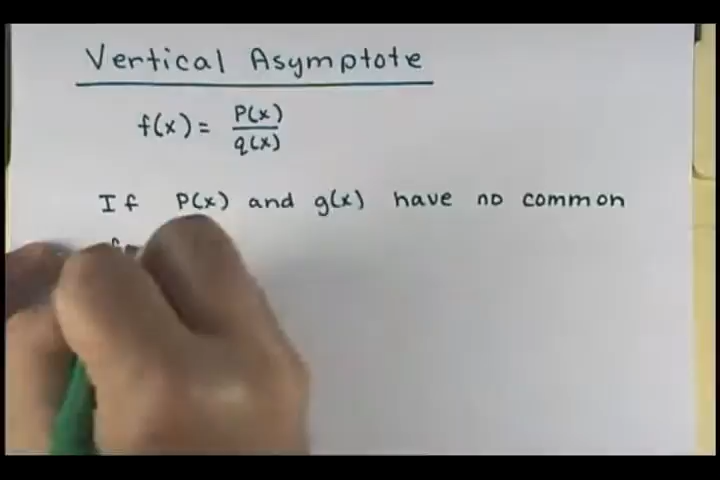 Vertical Asymptote
f(x) = P(x)/q(x)
If P(x) and g(x) have no common